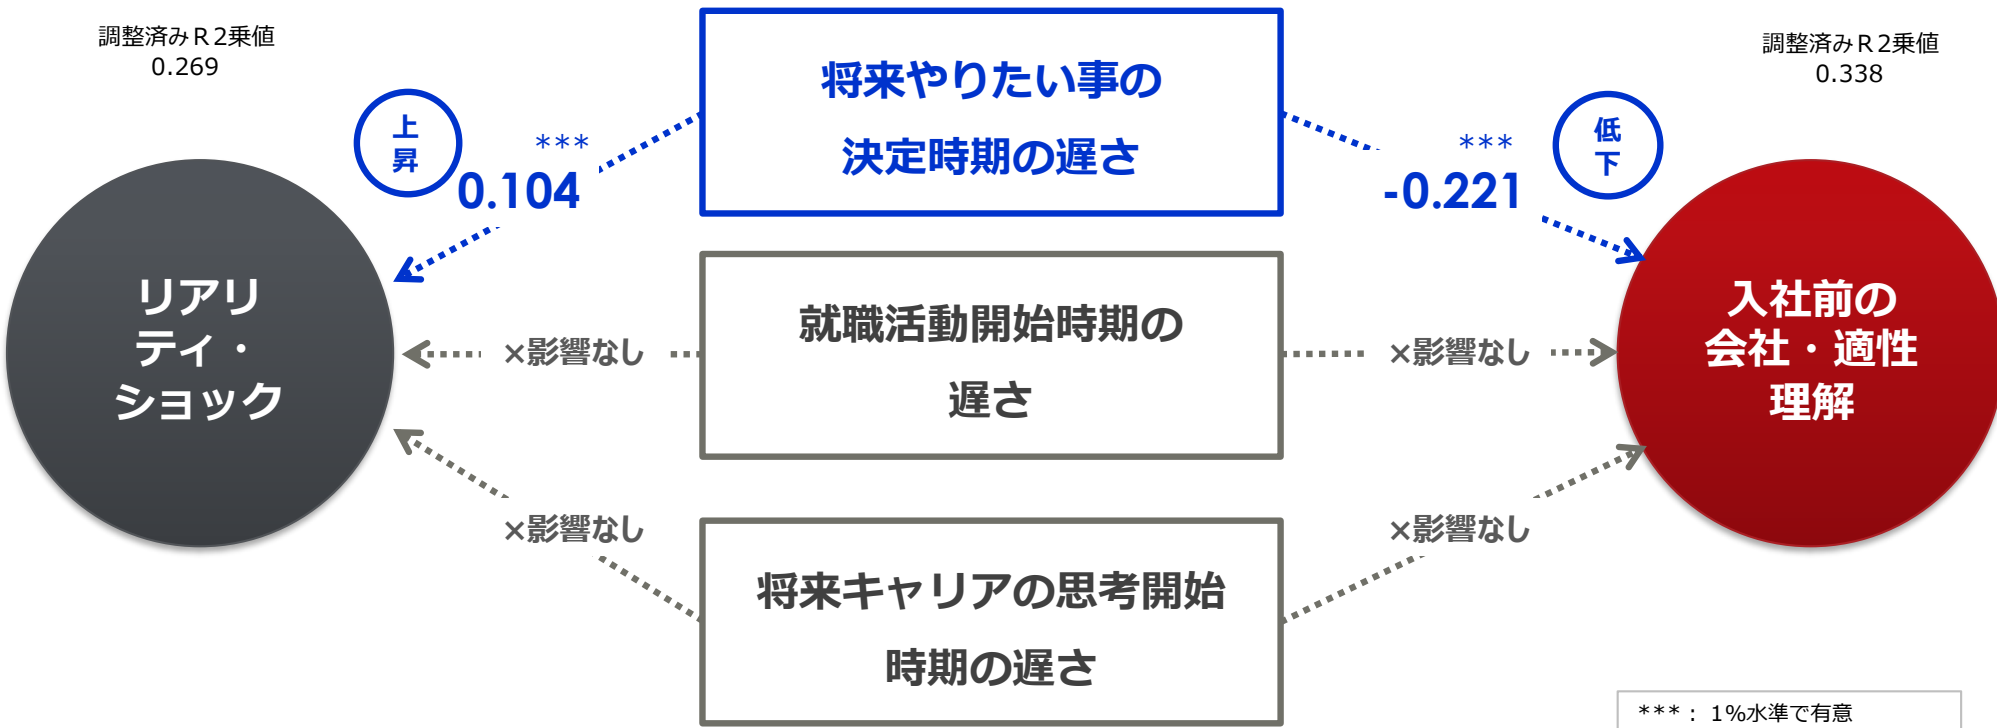 調整済みR2乗値
0.269
上
昇
***
0.104
リアリ
ティ・
ショック
将来やりたい事の
決定時期の遅さ
就職活動開始時期の
遅さ
将来キャリアの思考開始
時期の遅さ
×影響なし
×影響なし
×影響なし
×影響なし
調整済みR2乗値
0.338
***
-0.221
低
下
入社前の
会社・適性
理解
***： 1%水準で有意